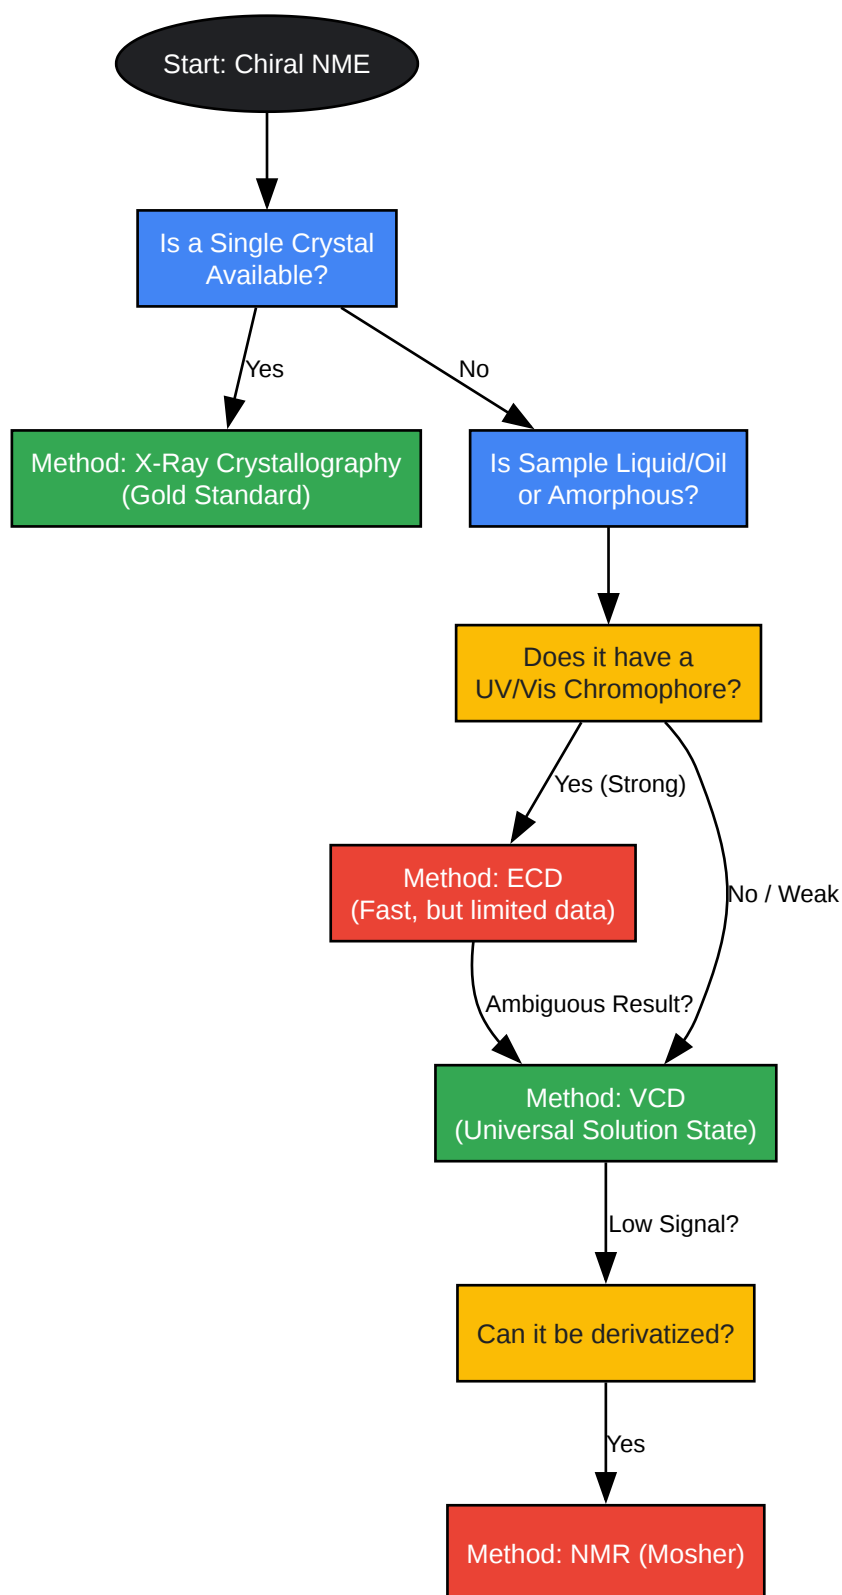 Start: Chiral NME
Is a Single Crystal
Available?
Yes
No
Method: X-Ray Crystallography
(Gold Standard)
Is Sample Liquid/Oil
or Amorphous?
Does it have a
UV/Vis Chromophore?
Yes (Strong)
No / Weak
Method: ECD
(Fast, but limited data)
Ambiguous Result?
Method: VCD
(Universal Solution State)
Low Signal?
Can it be derivatized?
Yes
Method: NMR (Mosher)